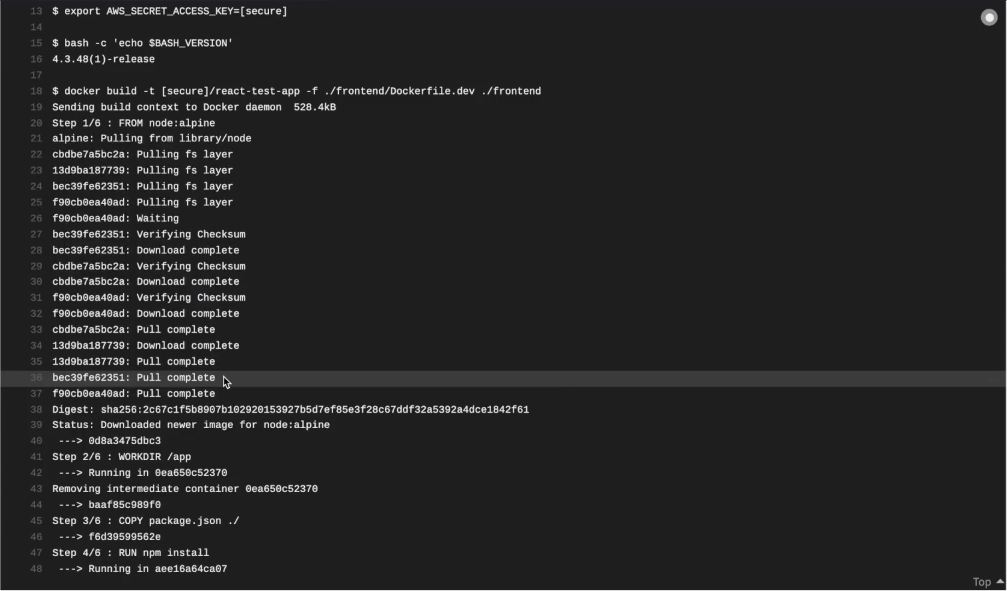 13 $ export AWS_SECRET_ACCESS_KEY=[secure]
14
15 $ bash -c 'echo $BASH_VERSION'
16 4.3.48(1)-release
17
18 $ docker build -t [secure]/react-test-app -f ./frontend/Dockerfile.dev ./frontend
19 Sending build context to Docker daemon  528.4kB
20 Step 1/6 : FROM node:alpine
21 alpine: Pulling from library/node
22 cbdbe7a5bc2a: Pulling fs layer
23 13d9ba187739: Pulling fs layer
24 bec39fe62351: Pulling fs layer
25 f90cb0ea40ad: Pulling fs layer
26 f90cb0ea40ad: Waiting
27 bec39fe62351: Verifying Checksum
28 bec39fe62351: Download complete
29 cbdbe7a5bc2a: Verifying Checksum
30 cbdbe7a5bc2a: Download complete
31 f90cb0ea40ad: Verifying Checksum
32 f90cb0ea40ad: Download complete
33 cbdbe7a5bc2a: Pull complete
34 13d9ba187739: Download complete
35 13d9ba187739: Pull complete
36 bec39fe62351: Pull complete
37 f90cb0ea40ad: Pull complete
38 Digest: sha256:2c67c1f5b8907b102920153927b5d7ef85e3f28c67ddf32a5392a4dce1842f61
39 Status: Downloaded newer image for node:alpine
40  ---> 0d8a3475dbc3
41 Step 2/6 : WORKDIR /app
42  ---> Running in 0ea650c52370
43 Removing intermediate container 0ea650c52370
44  ---> baaf85c989f0
45 Step 3/6 : COPY package.json ./
46  ---> f6d39599562e
47 Step 4/6 : RUN npm install
48  ---> Running in aee16a64ca07
Top